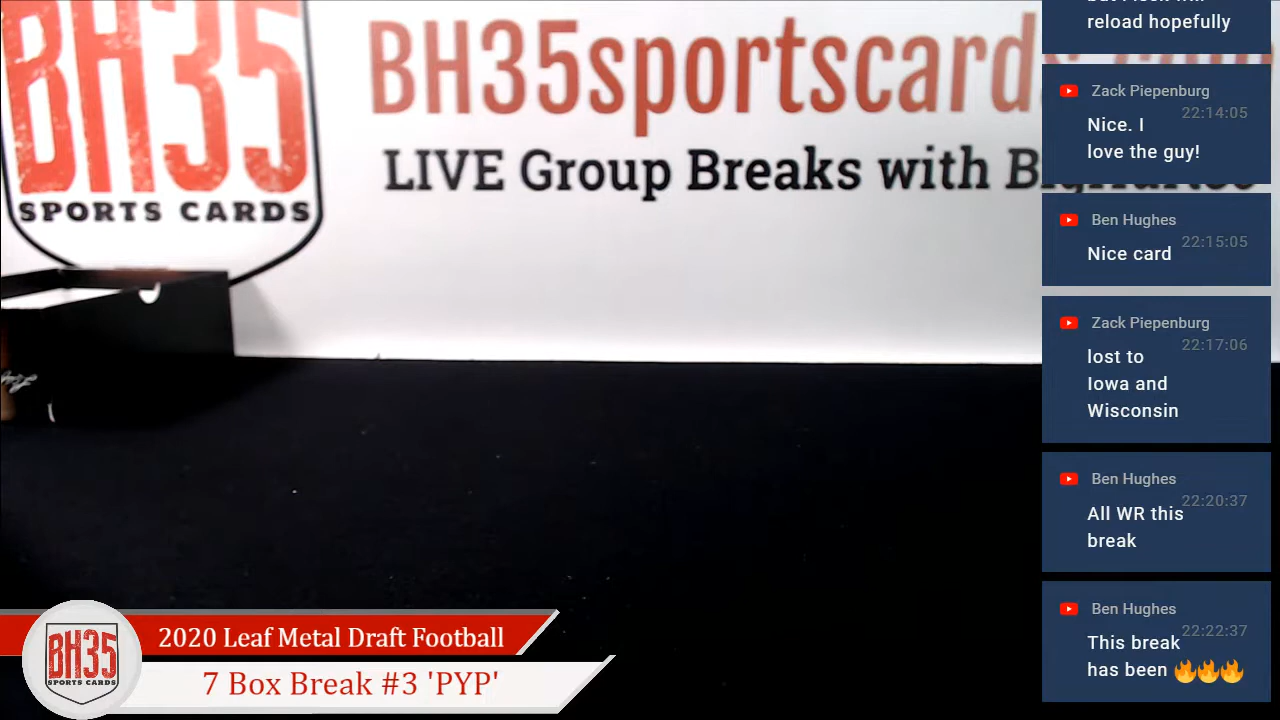 BH35
SPORTS CARDS
BH35sportscard
LIVE Group Breaks with
reload hopefully
Zack Piepenburg
22:14:05
Nice. I
love the guy!
Ben Hughes
22:15:05
Nice card
Zack Piepenburg
22:17:06
lost to
Iowa and
Wisconsin
Ben Hughes
22:20:37
All WR this
break
Ben Hughes
22:22:37
This break
has been 🔥🔥🔥
BH35
SPORTS CARDS
2020 Leaf Metal Draft Football
7 Box Break #3 'PYP'